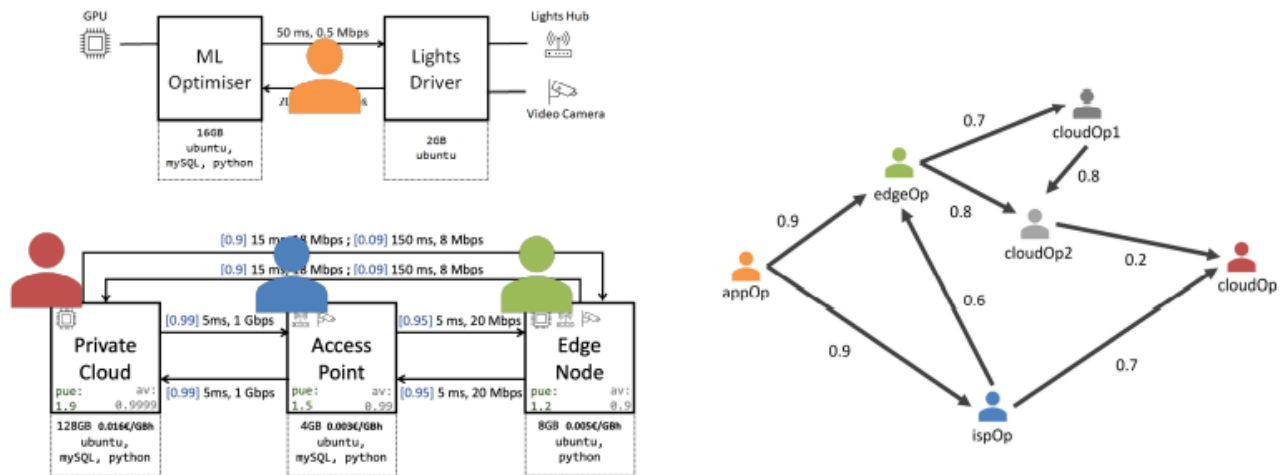 GPU
ML
Optimiser
16GB
ubuntu,
mySQL, python
50 ms, 0.5 Mbps
Lights
Driver
2GB
ubuntu
Lights Hub
Video Camera
[0.9] 15 ms, 18 Mbps ; [0.09] 150 ms, 8 Mbps
[0.9] 15 ms, 18 Mbps ; [0.09] 150 ms, 8 Mbps
Private
Cloud
pue:
1.9
av:
0.9999
128GB 0.016€/GBh
ubuntu,
mySQL, python
[0.99] 5ms, 1 Gbps
[0.99] 5ms, 1 Gbps
Access
Point
pue:
1.5
av:
0.99
4GB 0.003€/GBh
ubuntu,
mySQL, python
[0.95] 5 ms, 20 Mbps
[0.95] 5 ms, 20 Mbps
Edge
Node
pue:
1.2
av:
0.9
8GB 0.005€/GBh
ubuntu,
python
0.7
cloudOp1
edgeOp
0.8
0.8
cloudOp2
0.9
appOp
0.2
cloudOp
0.6
0.9
0.7
ispOp